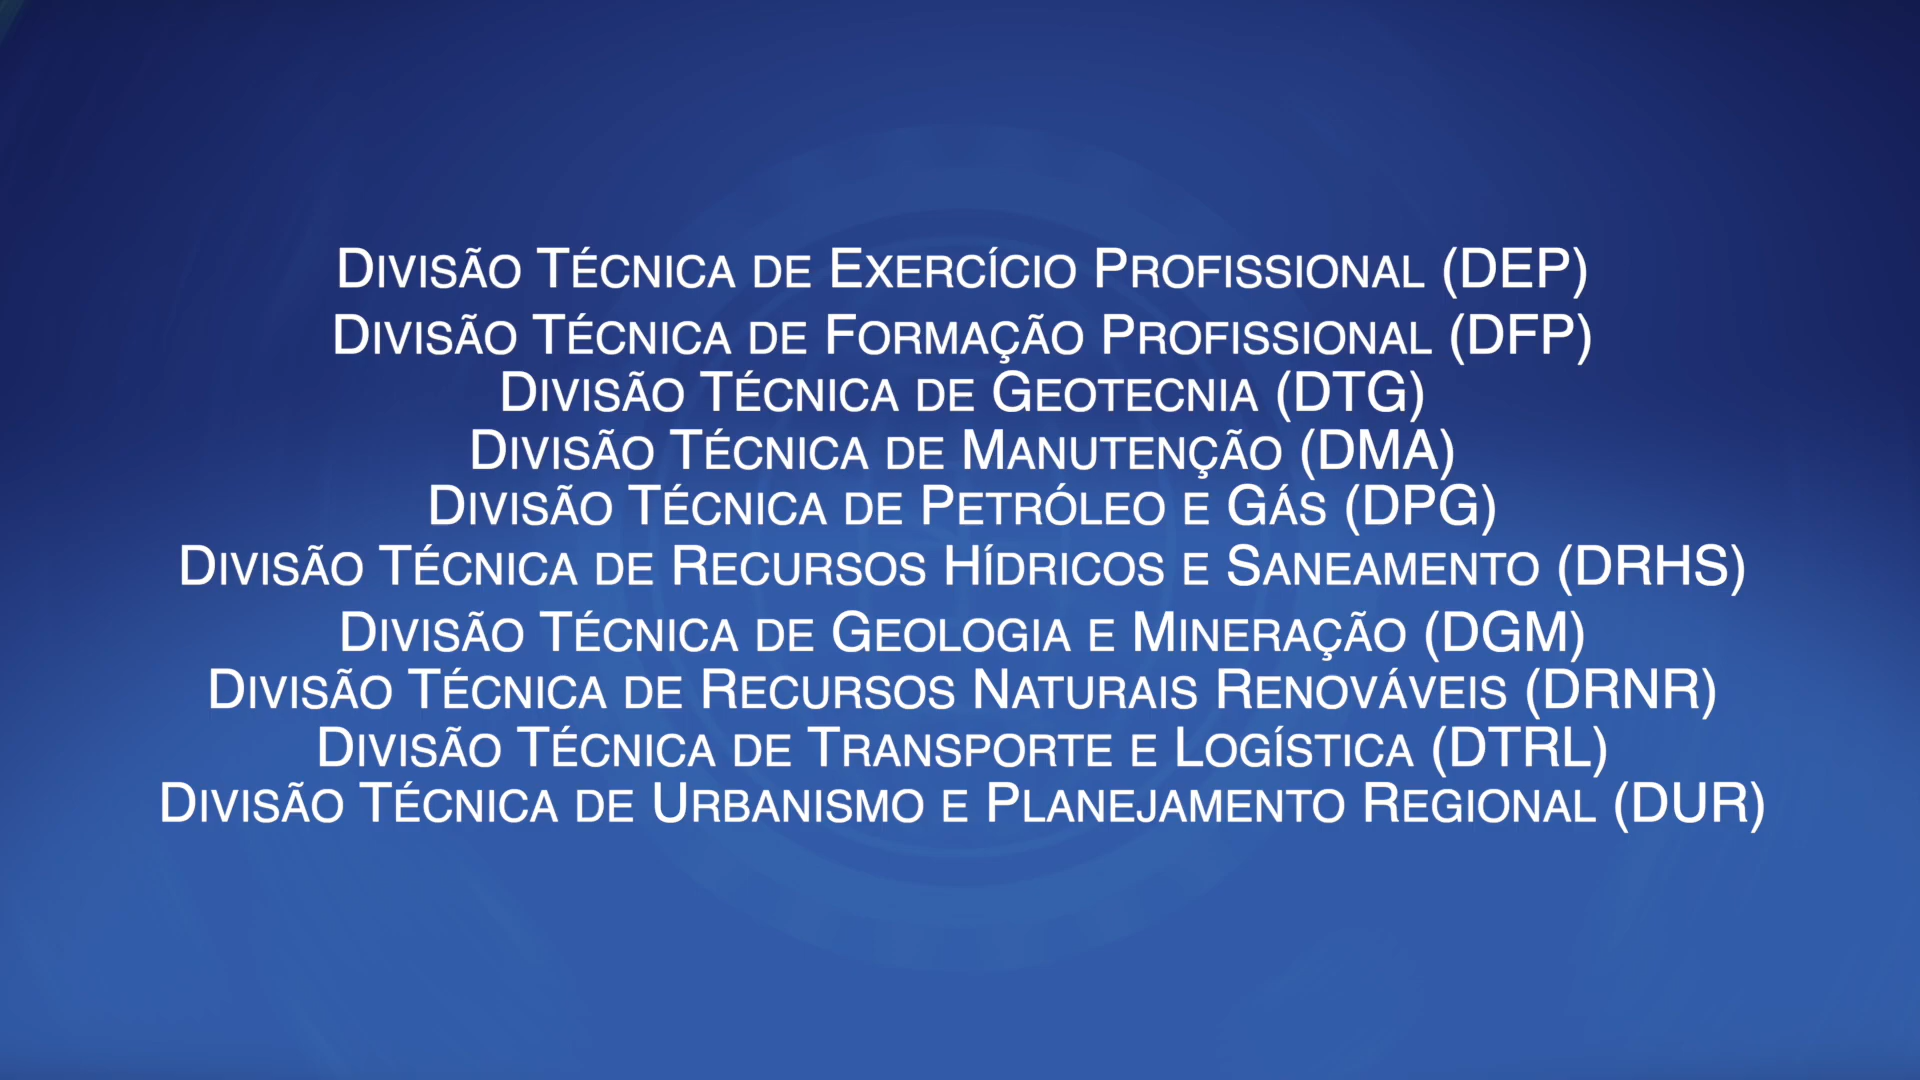 Divisão Técnica de Exercício Profissional (DEP)
Divisão Técnica de Formação Profissional (DFP)
Divisão Técnica de Geotecnia (DTG)
Divisão Técnica de Manutenção (DMA)
Divisão Técnica de Petróleo e Gás (DPG)
Divisão Técnica de Recursos Hídricos e Saneamento (DRHS)
Divisão Técnica de Geologia e Mineração (DGM)
Divisão Técnica de Recursos Naturais Renováveis (DRNR)
Divisão Técnica de Transporte e Logística (DTRL)
Divisão Técnica de Urbanismo e Planejamento Regional (DUR)